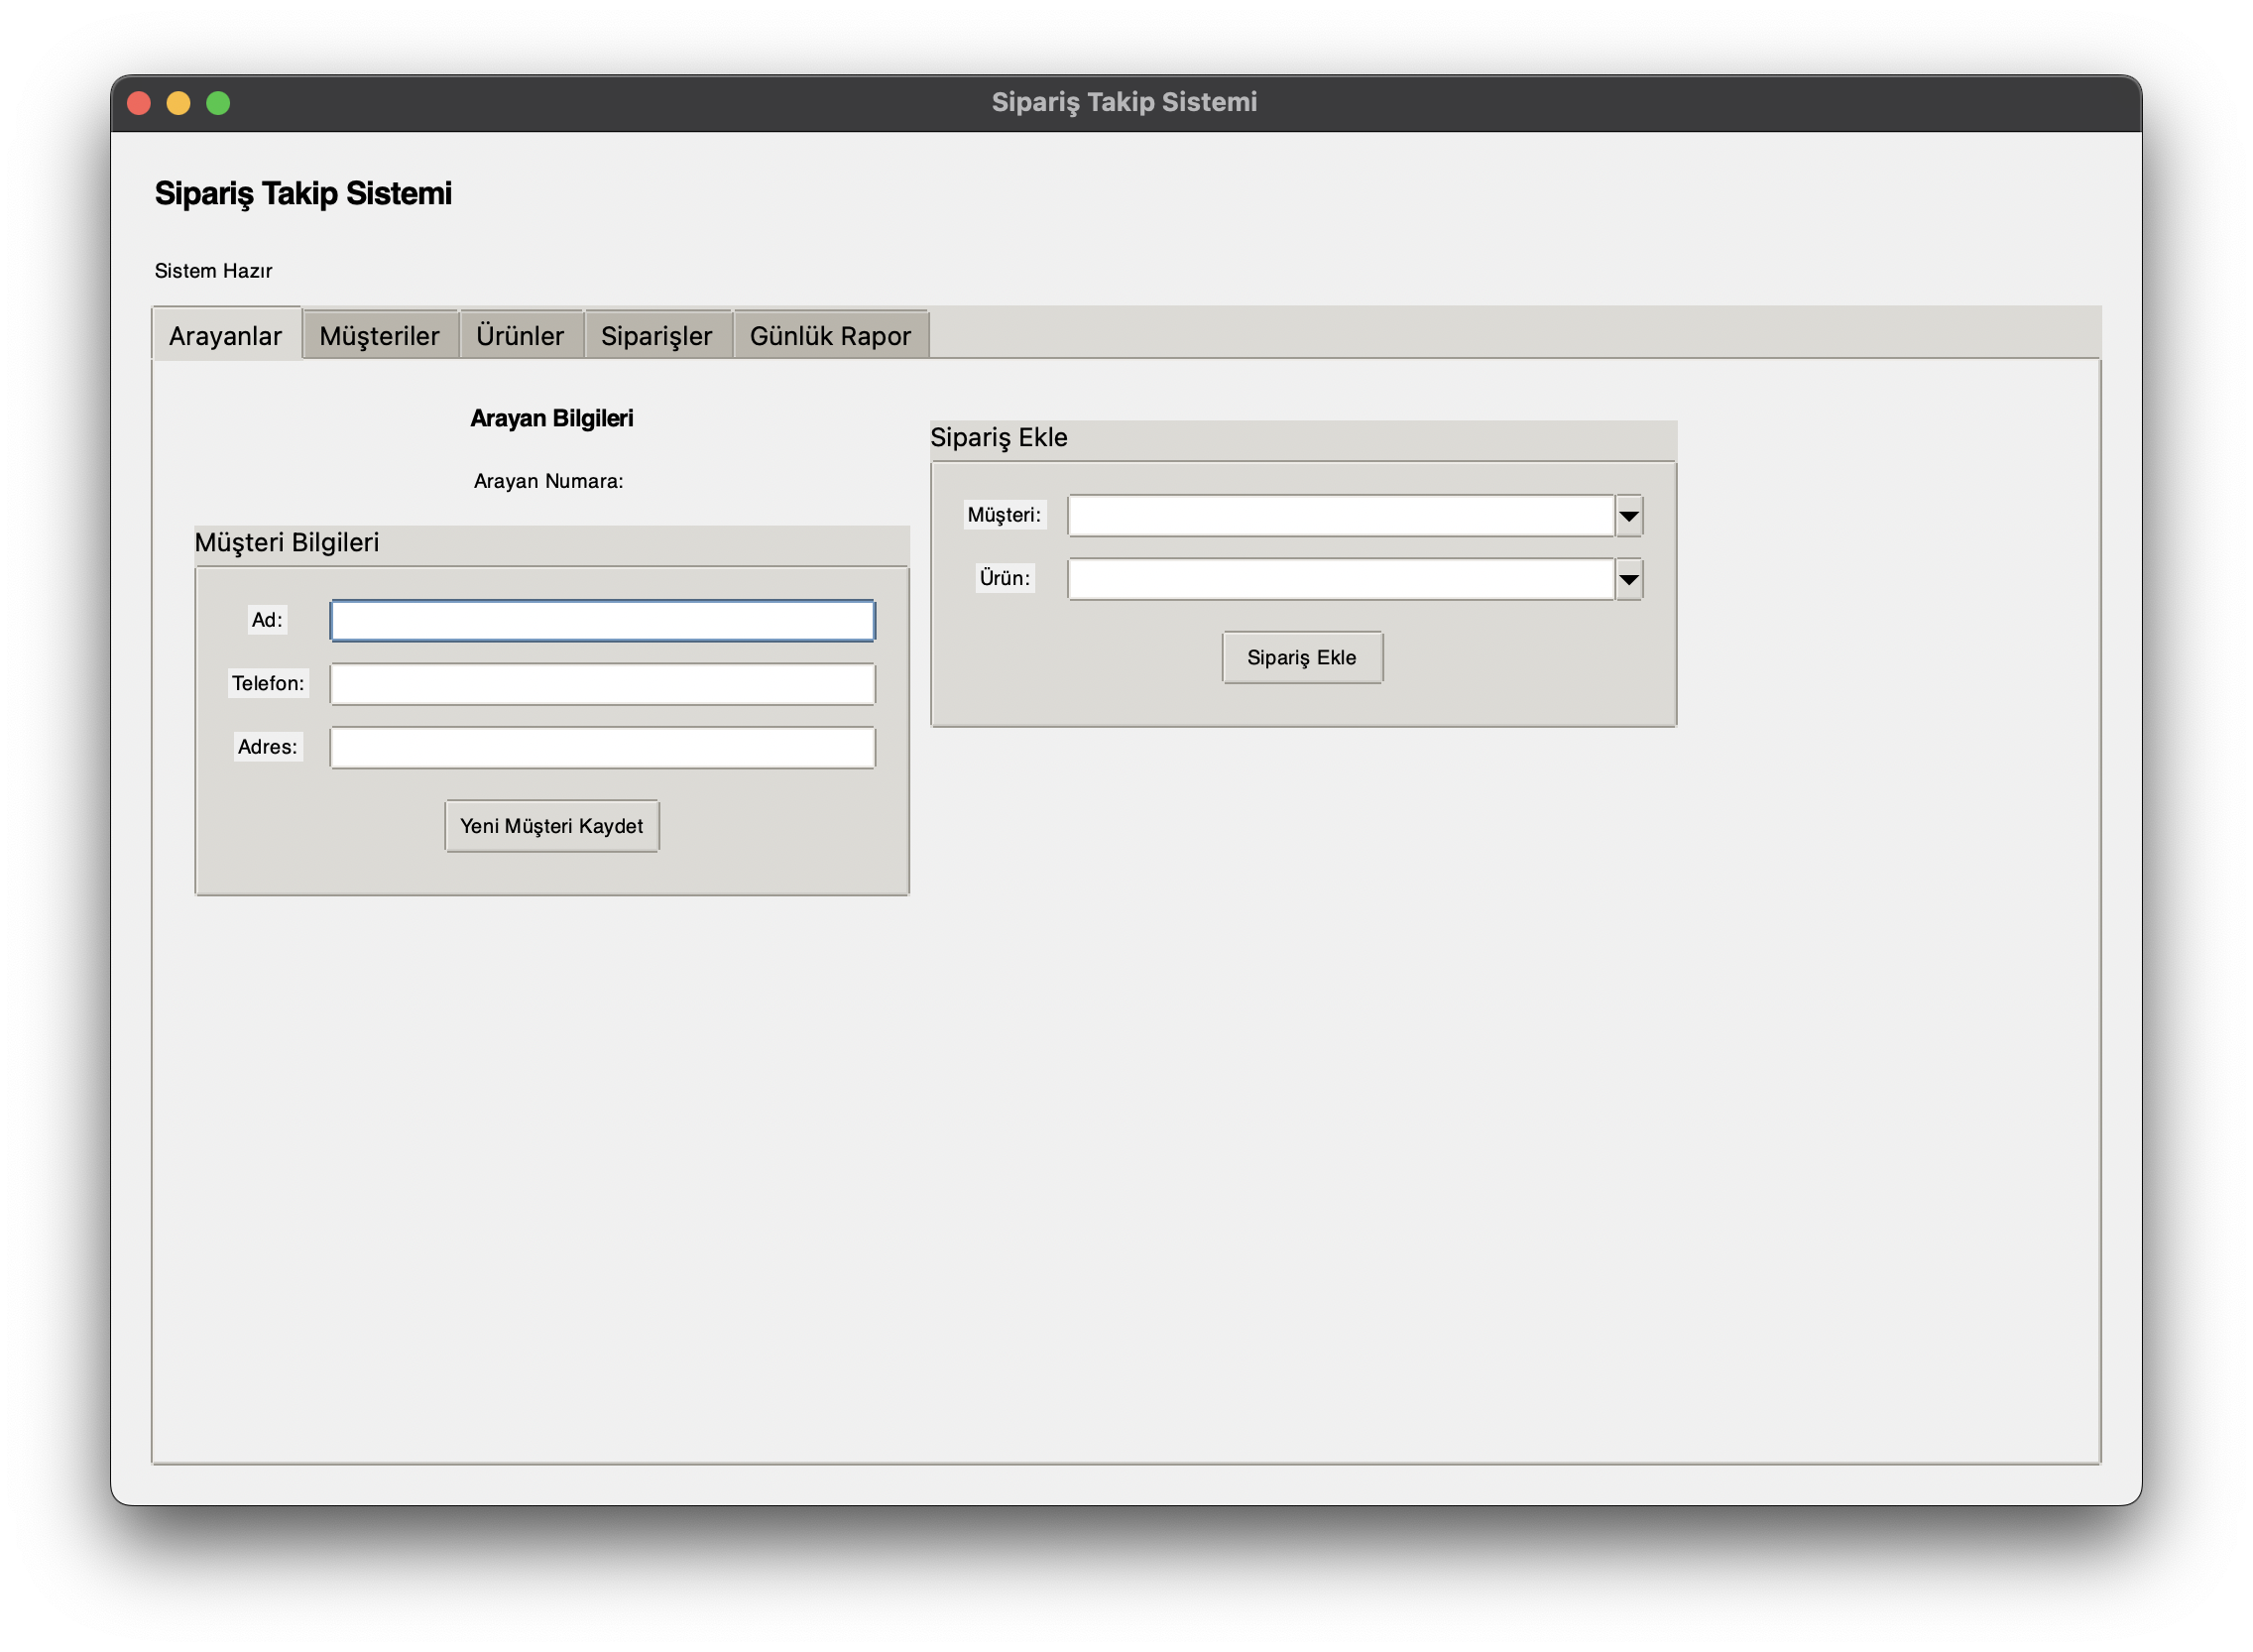 Sipariş Takip Sistemi
Sipariş Takip Sistemi
Sistem Hazır
Arayanlar Müşteriler Ürünler Siparişler Günlük Rapor
Arayan Bilgileri
Arayan Numara:
Müşteri Bilgileri
Ad:
Telefon:
Adres:
Yeni Müşteri Kaydet
Sipariş Ekle
Müşteri:
Ürün:
Sipariş Ekle